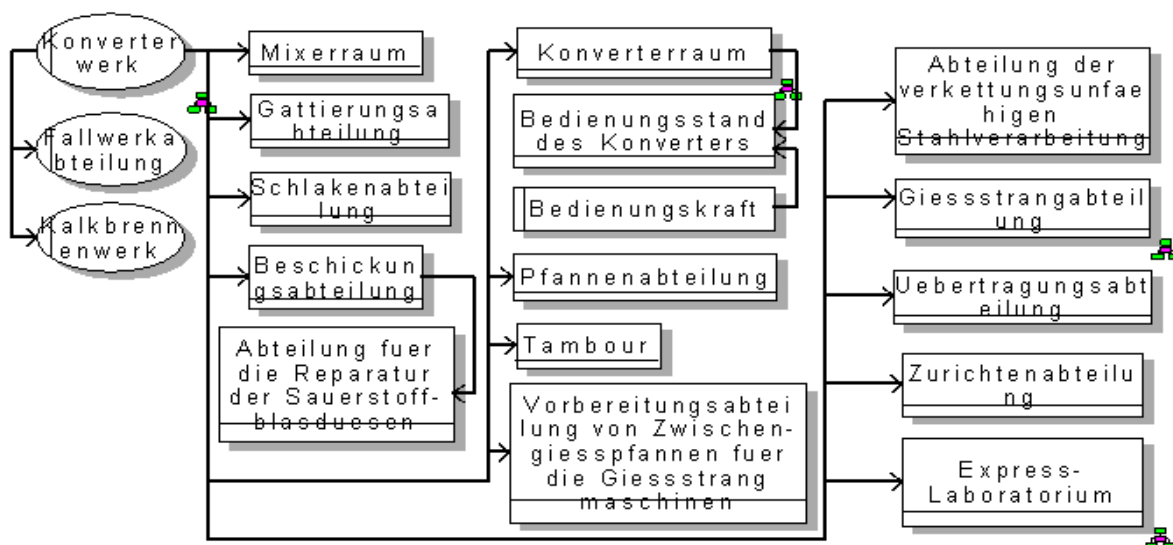 Konverter
werk
Fallwerka
bteilung
Kalkbrenn
enwerk
Mixerraum
Gattierungsa
bteilung
Schlakenabtei
lung
Beschickun
gsabteilung
Abteilung fuer
die Reparatur
der Sauerstoff-
blasduesen
Konverterraum
Bedienungsstand
des Konverters
Bedienungskraft
Pfannenabteilung
Tambour
Vorbereitungsabtei
lung von Zwischen-
giesspfannen fuer
die Giessstrang
maschinen
Abteilung der
verkettungsunfae
higen
Stahlverarbeitung
Giessstrangabteil
ung
Uebertragungsabt
eilung
Zurichtenabteilu
ng
Express-
Laboratorium